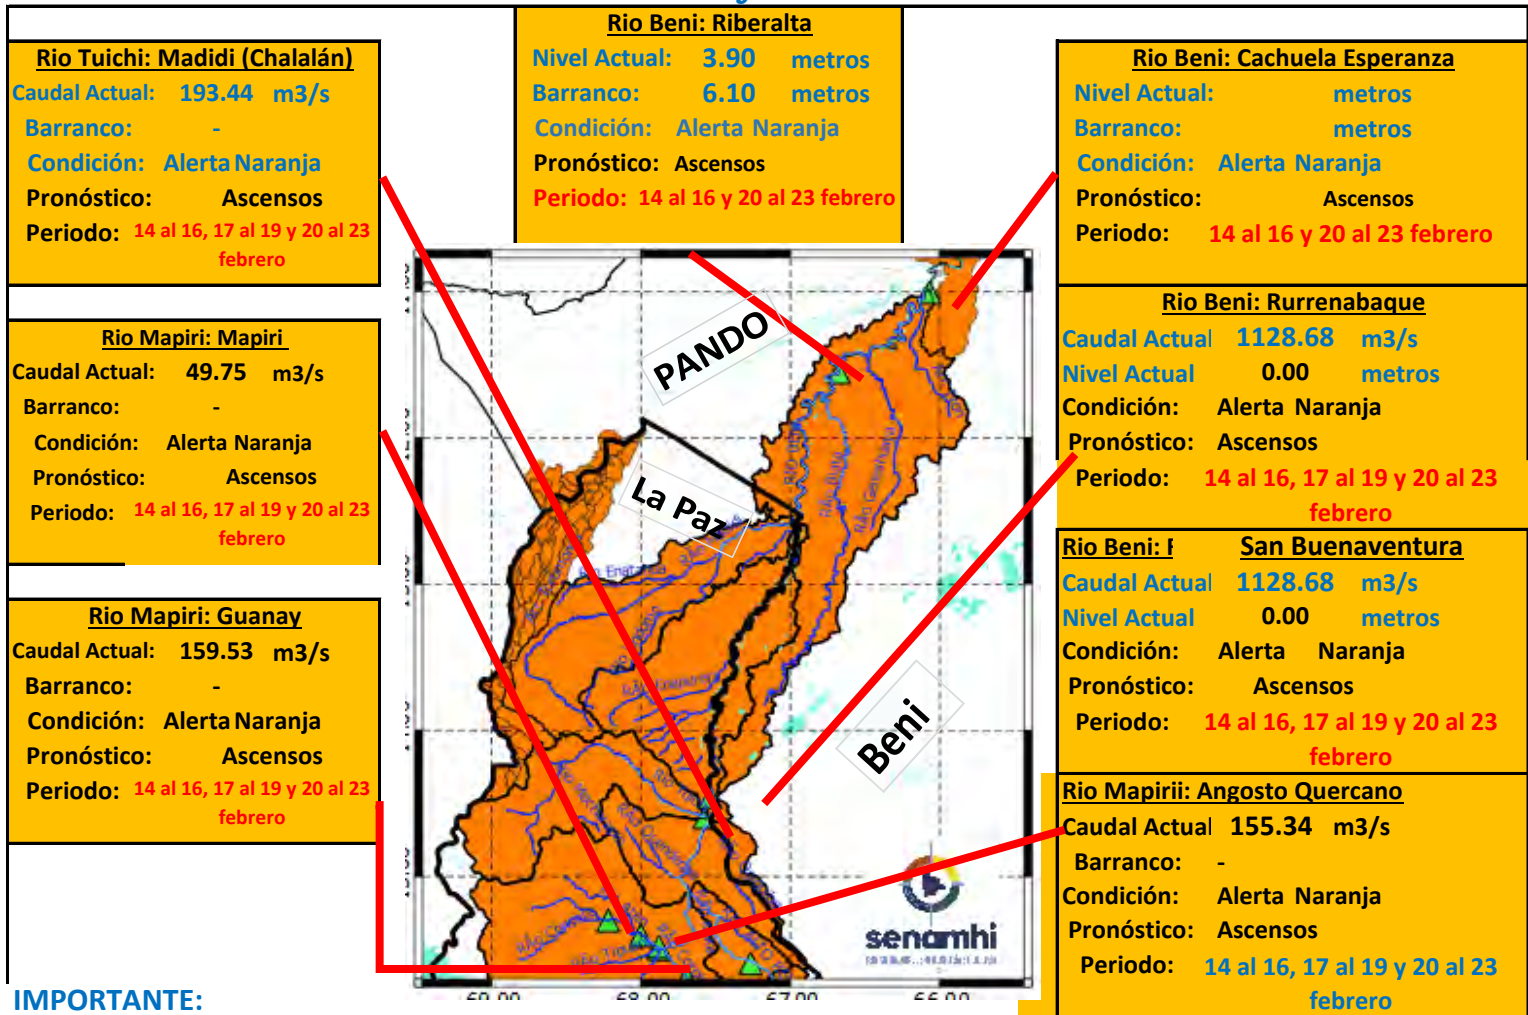 Rio Tuichi: Madidi (Chalalán)
Caudal Actual: 193.44 m3/s
Barranco: -
Condición: Alerta Naranja
Pronóstico: Ascensos
Periodo: 14 al 16, 17 al 19 y 20 al 23
febrero
Rio Mapiri: Mapiri
Caudal Actual: 49.75 m3/s
Barranco: -
Condición: Alerta Naranja
Pronóstico: Ascensos
Periodo: 14 al 16, 17 al 19 y 20 al 23
febrero
Rio Mapiri: Guanay
Caudal Actual: 159.53 m3/s
Barranco: -
Condición: Alerta Naranja
Pronóstico: Ascensos
Periodo: 14 al 16, 17 al 19 y 20 al 23
febrero
Rio Beni: Riberalta
Nivel Actual: 3.90 metros
Barranco: 6.10 metros
Condición: Alerta Naranja
Pronóstico: Ascensos
Periodo: 14 al 16 y 20 al 23 febrero
PANDO
La Paz
Beni
senamhi
Rio Beni: Cachuela Esperanza
Nivel Actual: metros
Barranco: metros
Condición: Alerta Naranja
Pronóstico: Ascensos
Periodo: 14 al 16 y 20 al 23 febrero
Rio Beni: Rurrenabaque
Caudal Actual 1128.68 m3/s
Nivel Actual 0.00 metros
Condición: Alerta Naranja
Pronóstico: Ascensos
Periodo: 14 al 16, 17 al 19 y 20 al 23
febrero
Rio Beni: San Buenaventura
Caudal Actual 1128.68 m3/s
Nivel Actual 0.00 metros
Condición: Alerta Naranja
Pronóstico: Ascensos
Periodo: 14 al 16, 17 al 19 y 20 al 23
febrero
Rio Mapirii: Angosto Quercano
Caudal Actual 155.34 m3/s
Barranco: -
Condición: Alerta Naranja
Pronóstico: Ascensos
Periodo: 14 al 16, 17 al 19 y 20 al 23
febrero
IMPORTANTE: